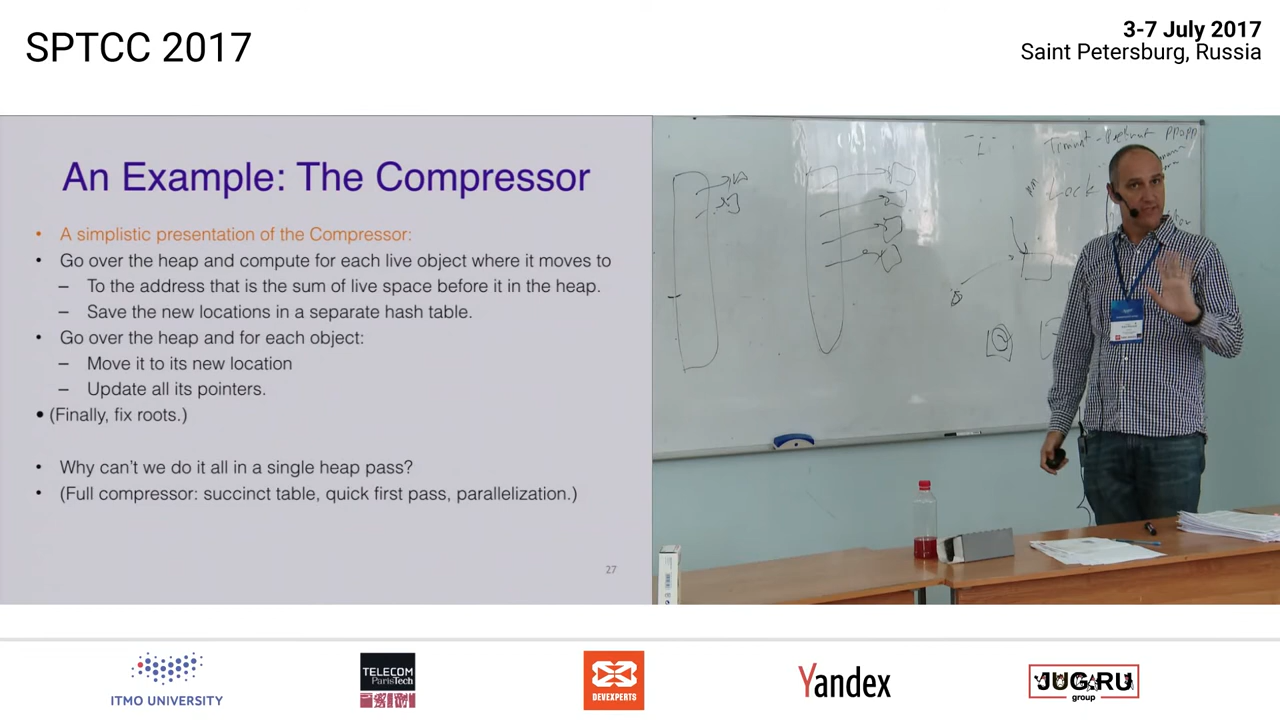 SPTCC 2017
3-7 July 2017
Saint Petersburg, Russia
An Example: The Compressor
• A simplistic presentation of the Compressor:
• Go over the heap and compute for each live object where it moves to
– To the address that is the sum of live space before it in the heap.
– Save the new locations in a separate hash table.
• Go over the heap and for each object:
– Move it to its new location
– Update all its pointers.
• (Finally, fix roots.)
• Why can't we do it all in a single heap pass?
• (Full compressor: succinct table, quick first pass, parallelization.)
27
Lock
ITMO UNIVERSITY
TELECOM
ParisTech
DEVEXPERTS
Yandex
JUG.RU
group